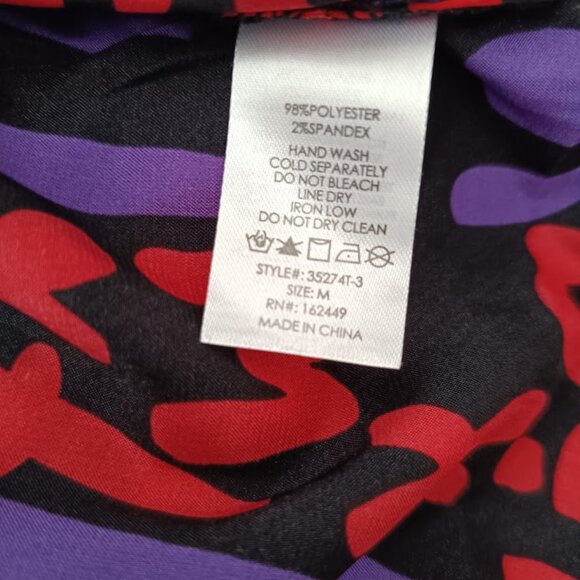 98%POLYESTER
2%SPANDEX
HAND WASH
COLD SEPARATELY
DO NOT BLEACH
LINE DRY
IRON LOW
DO NOT DRY CLEAN
STYLE#: 35274T-3
SIZE: M
RN#: 162449
MADE IN CHINA